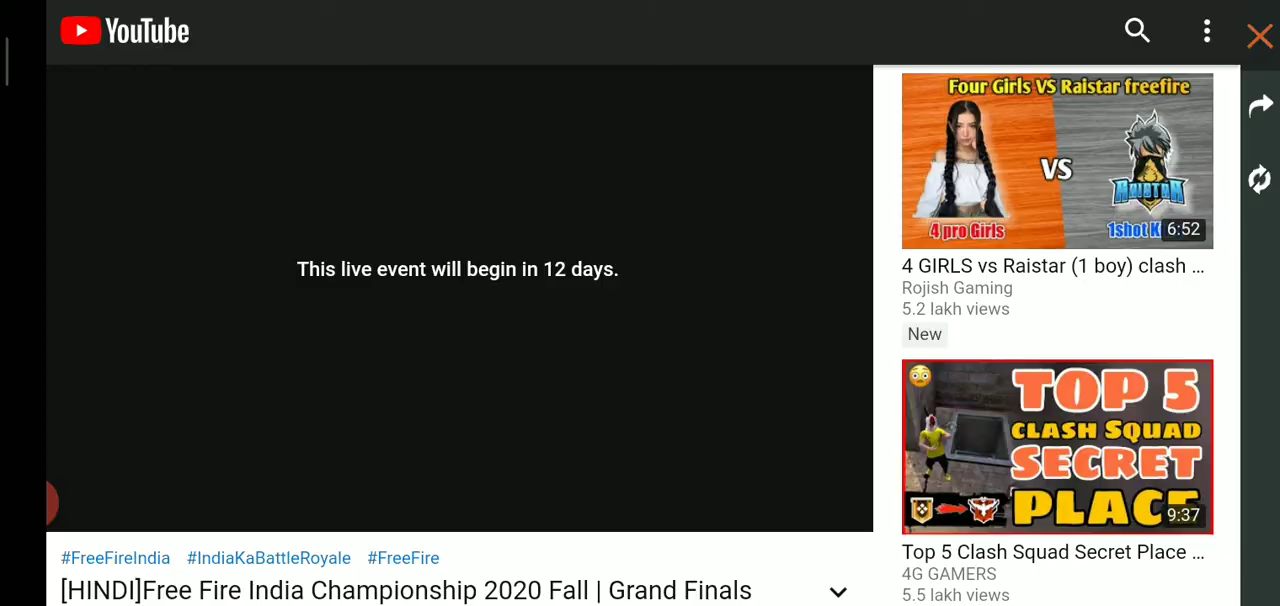 YouTube
This live event will begin in 12 days.
#FreeFireIndia #IndiaKaBattleRoyale #FreeFire
[HINDI]Free Fire India Championship 2020 Fall | Grand Finals
Four Girls VS Raistar freefire
VS
RAISTAR
4 pro Girls
1shot K
6:52
4 GIRLS vs Raistar (1 boy) clash ...
Rojish Gaming
5.2 lakh views
New
TOP 5
CLASH SQUAD
SECRET
PLACE
9:37
Top 5 Clash Squad Secret Place ...
4G GAMERS
5.5 lakh views